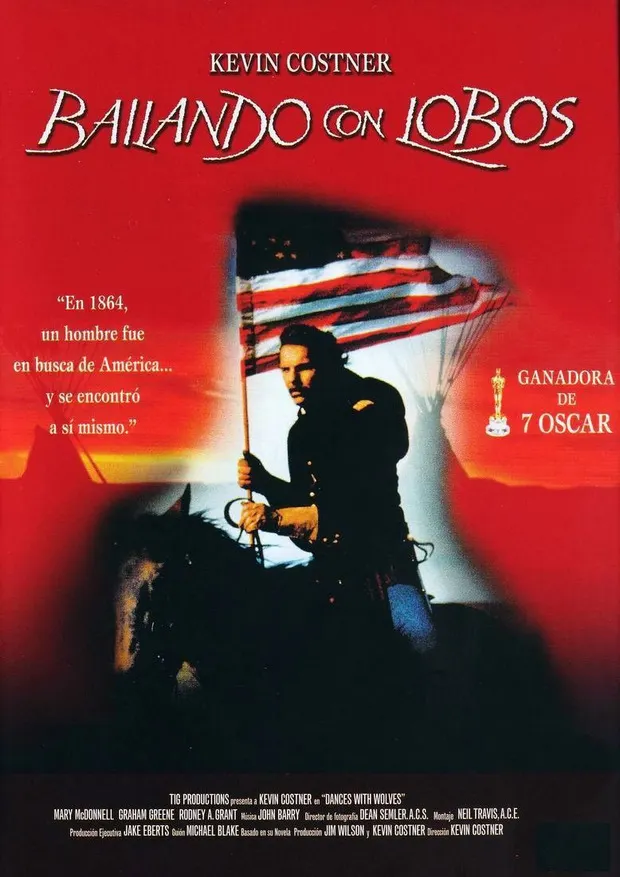 KEVIN COSTNER
BAILANDO CON LOBOS
"En 1864,
un hombre fue
en busca de América...
y se encontró
a sí mismo."
GANADORA
DE
7 OSCAR
TIG PRODUCTIONS presenta a KEVIN COSTNER en "DANCES WITH WOLVES"
MARY McDONNELL GRAHAM GREENE RODNEY A. GRANT Música JOHN BARRY Director de fotografía DEAN SEMLER, A.C.S. Montaje NEIL TRAVIS, A.C.E.
Producción Ejecutiva JAKE EBERTS Guión MICHAEL BLAKE Basado en su Novela Producción JIM WILSON y KEVIN COSTNER Dirección KEVIN COSTNER